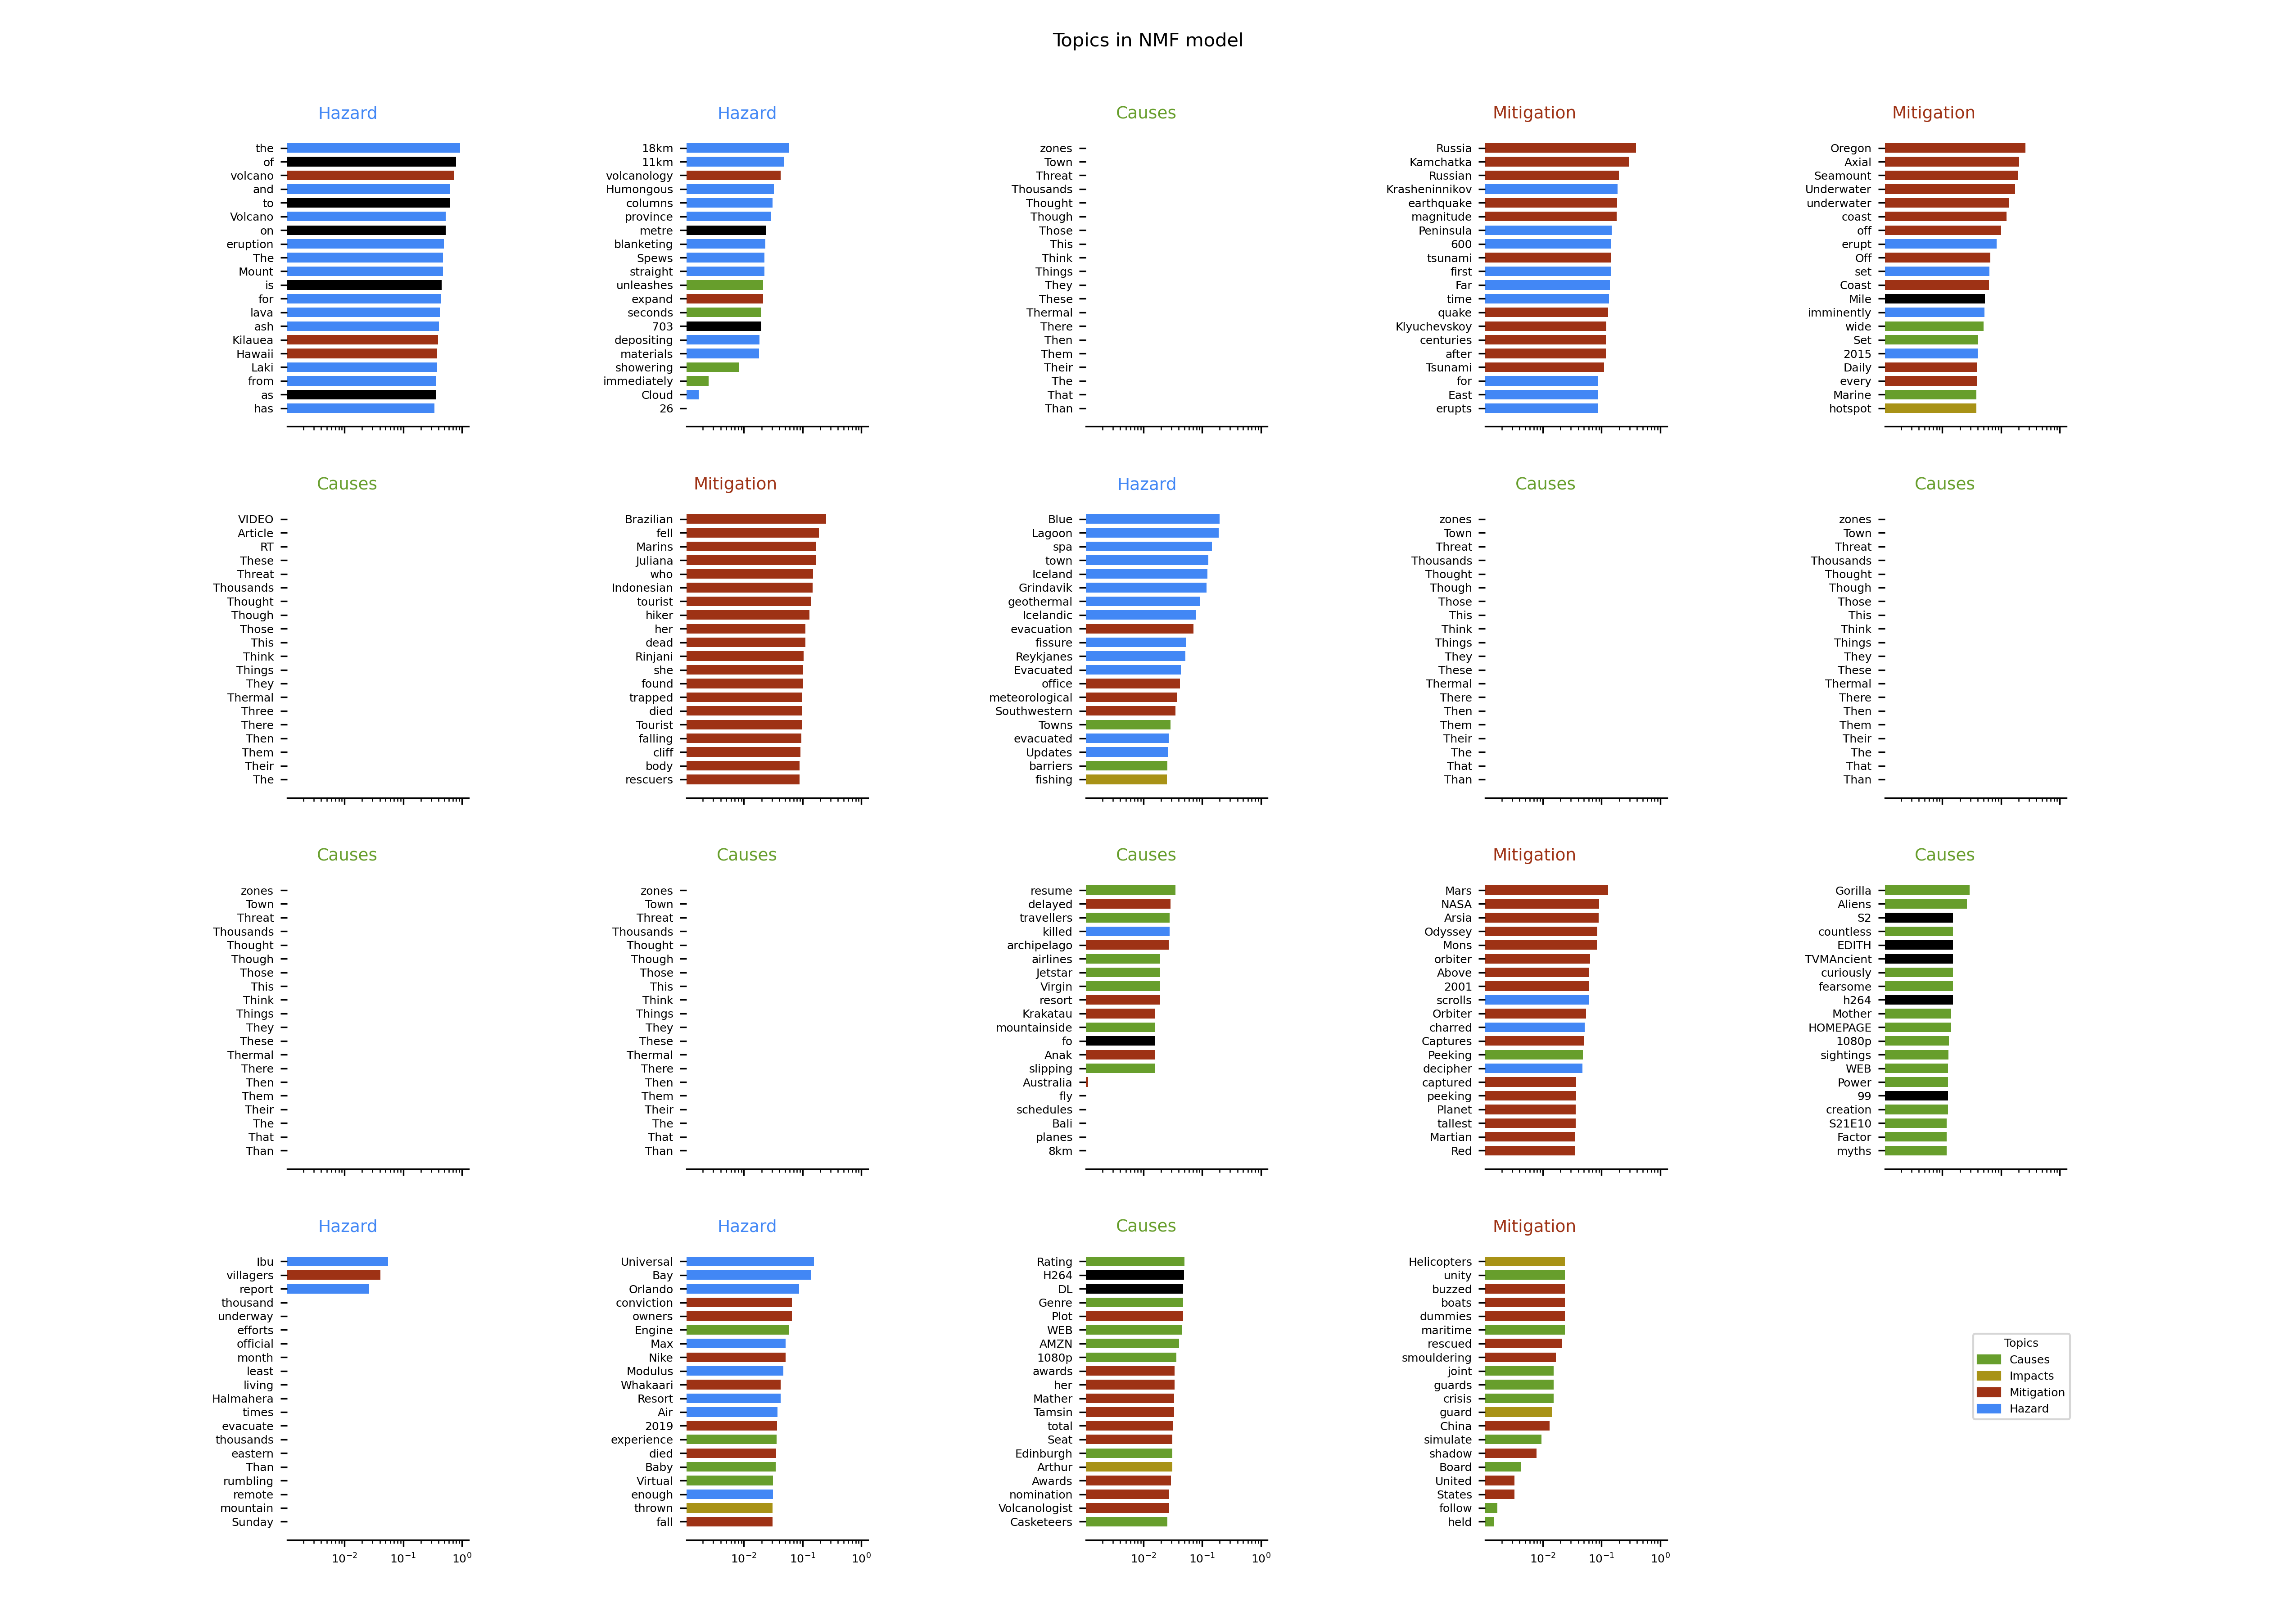 Topics in NMF model
Hazard
the
of
volcano
and
to
Volcano
on
eruption
The
Mount
is
for
lava
ash
Kilauea
Hawaii
Laki
from
as
has
Hazard
18km
11km
volcanology
Humongous
columns
province
metre
blanketing
Spews
straight
unleashes
expand
seconds
703
depositing
materials
showering
immediately
Cloud
26
Causes
zones
Town
Threat
Thousands
Thought
Though
Those
This
Think
Things
They
These
Thermal
There
Then
Them
Their
The
That
Than
Mitigation
Russia
Kamchatka
Russian
Krasheninnikov
earthquake
magnitude
Peninsula
600
tsunami
first
Far
time
quake
Klyuchevskoy
centuries
after
Tsunami
for
East
erupts
Mitigation
Oregon
Axial
Seamount
Underwater
underwater
coast
off
erupt
Off
set
Coast
Mile
imminently
wide
Set
2015
Daily
every
Marine
hotspot
Causes
VIDEO
Article
RT
These
Threat
Thousands
Thought
Though
Those
This
Think
Things
They
Thermal
Three
There
Then
Them
Their
The
Mitigation
Brazilian
fell
Marins
Juliana
who
Indonesian
tourist
hiker
her
dead
Rinjani
she
found
trapped
died
Tourist
falling
cliff
body
rescuers
Hazard
Blue
Lagoon
spa
town
Iceland
Grindavik
geothermal
Icelandic
evacuation
fissure
Reykjanes
Evacuated
office
meteorological
Southwestern
Towns
evacuated
Updates
barriers
fishing
Causes
zones
Town
Threat
Thousands
Thought
Though
Those
This
Think
Things
They
These
Thermal
There
Then
Them
Their
The
That
Than
Causes
zones
Town
Threat
Thousands
Thought
Though
Those
This
Think
Things
They
These
Thermal
There
Then
Them
Their
The
That
Than
Causes
zones
Town
Threat
Thousands
Thought
Though
Those
This
Think
Things
They
These
Thermal
There
Then
Them
Their
The
That
Than
Causes
zones
Town
Threat
Thousands
Thought
Though
Those
This
Think
Things
They
These
Thermal
There
Then
Them
Their
The
That
Than
Causes
resume
delayed
travellers
killed
archipelago
airlines
Jetstar
Virgin
resort
Krakatau
mountainside
fo
Anak
slipping
Australia
fly
schedules
Bali
planes
8km
Mitigation
Mars
NASA
Arsia
Odyssey
Mons
orbiter
Above
2001
scrolls
Orbiter
charred
Captures
Peeking
decipher
captured
peeking
Planet
tallest
Martian
Red
Causes
Gorilla
Aliens
S2
countless
EDITH
TVMAncient
curiously
fearsome
h264
Mother
HOMEPAGE
1080p
sightings
WEB
Power
99
creation
S21E10
Factor
myths
Hazard
Ibu
villagers
report
thousand
underway
efforts
official
month
least
living
Halmahera
times
evacuate
thousands
eastern
Than
rumbling
remote
mountain
Sunday
10⁻² 10⁻¹ 10⁰
Hazard
Universal
Bay
Orlando
conviction
owners
Engine
Max
Nike
Modulus
Whakaari
Resort
Air
2019
experience
died
Baby
Virtual
enough
thrown
fall
10⁻² 10⁻¹ 10⁰
Causes
Rating
H264
DL
Genre
Plot
WEB
AMZN
1080p
awards
her
Mather
Tamsin
total
Seat
Edinburgh
Arthur
Awards
nomination
Volcanologist
Casketeers
10⁻² 10⁻¹ 10⁰
Mitigation
Helicopters
unity
buzzed
boats
dummies
maritime
rescued
smouldering
joint
guards
crisis
guard
China
simulate
shadow
Board
United
States
follow
held
10⁻² 10⁻¹ 10⁰
Topics
Causes
Impacts
Mitigation
Hazard